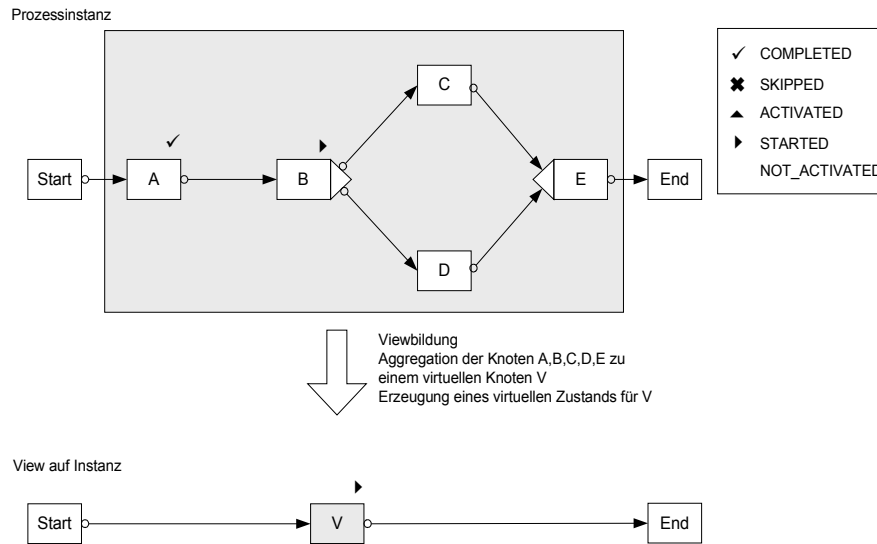 Prozessinstanz
COMPLETED
SKIPPED
ACTIVATED
STARTED
NOT_ACTIVATED
C
Start
A
B
E
End
D
Viewbildung
Aggregation der Knoten A,B,C,D,E zu
einem virtuellen Knoten V
Erzeugung eines virtuellen Zustands für V
View auf Instanz
Start
V
End